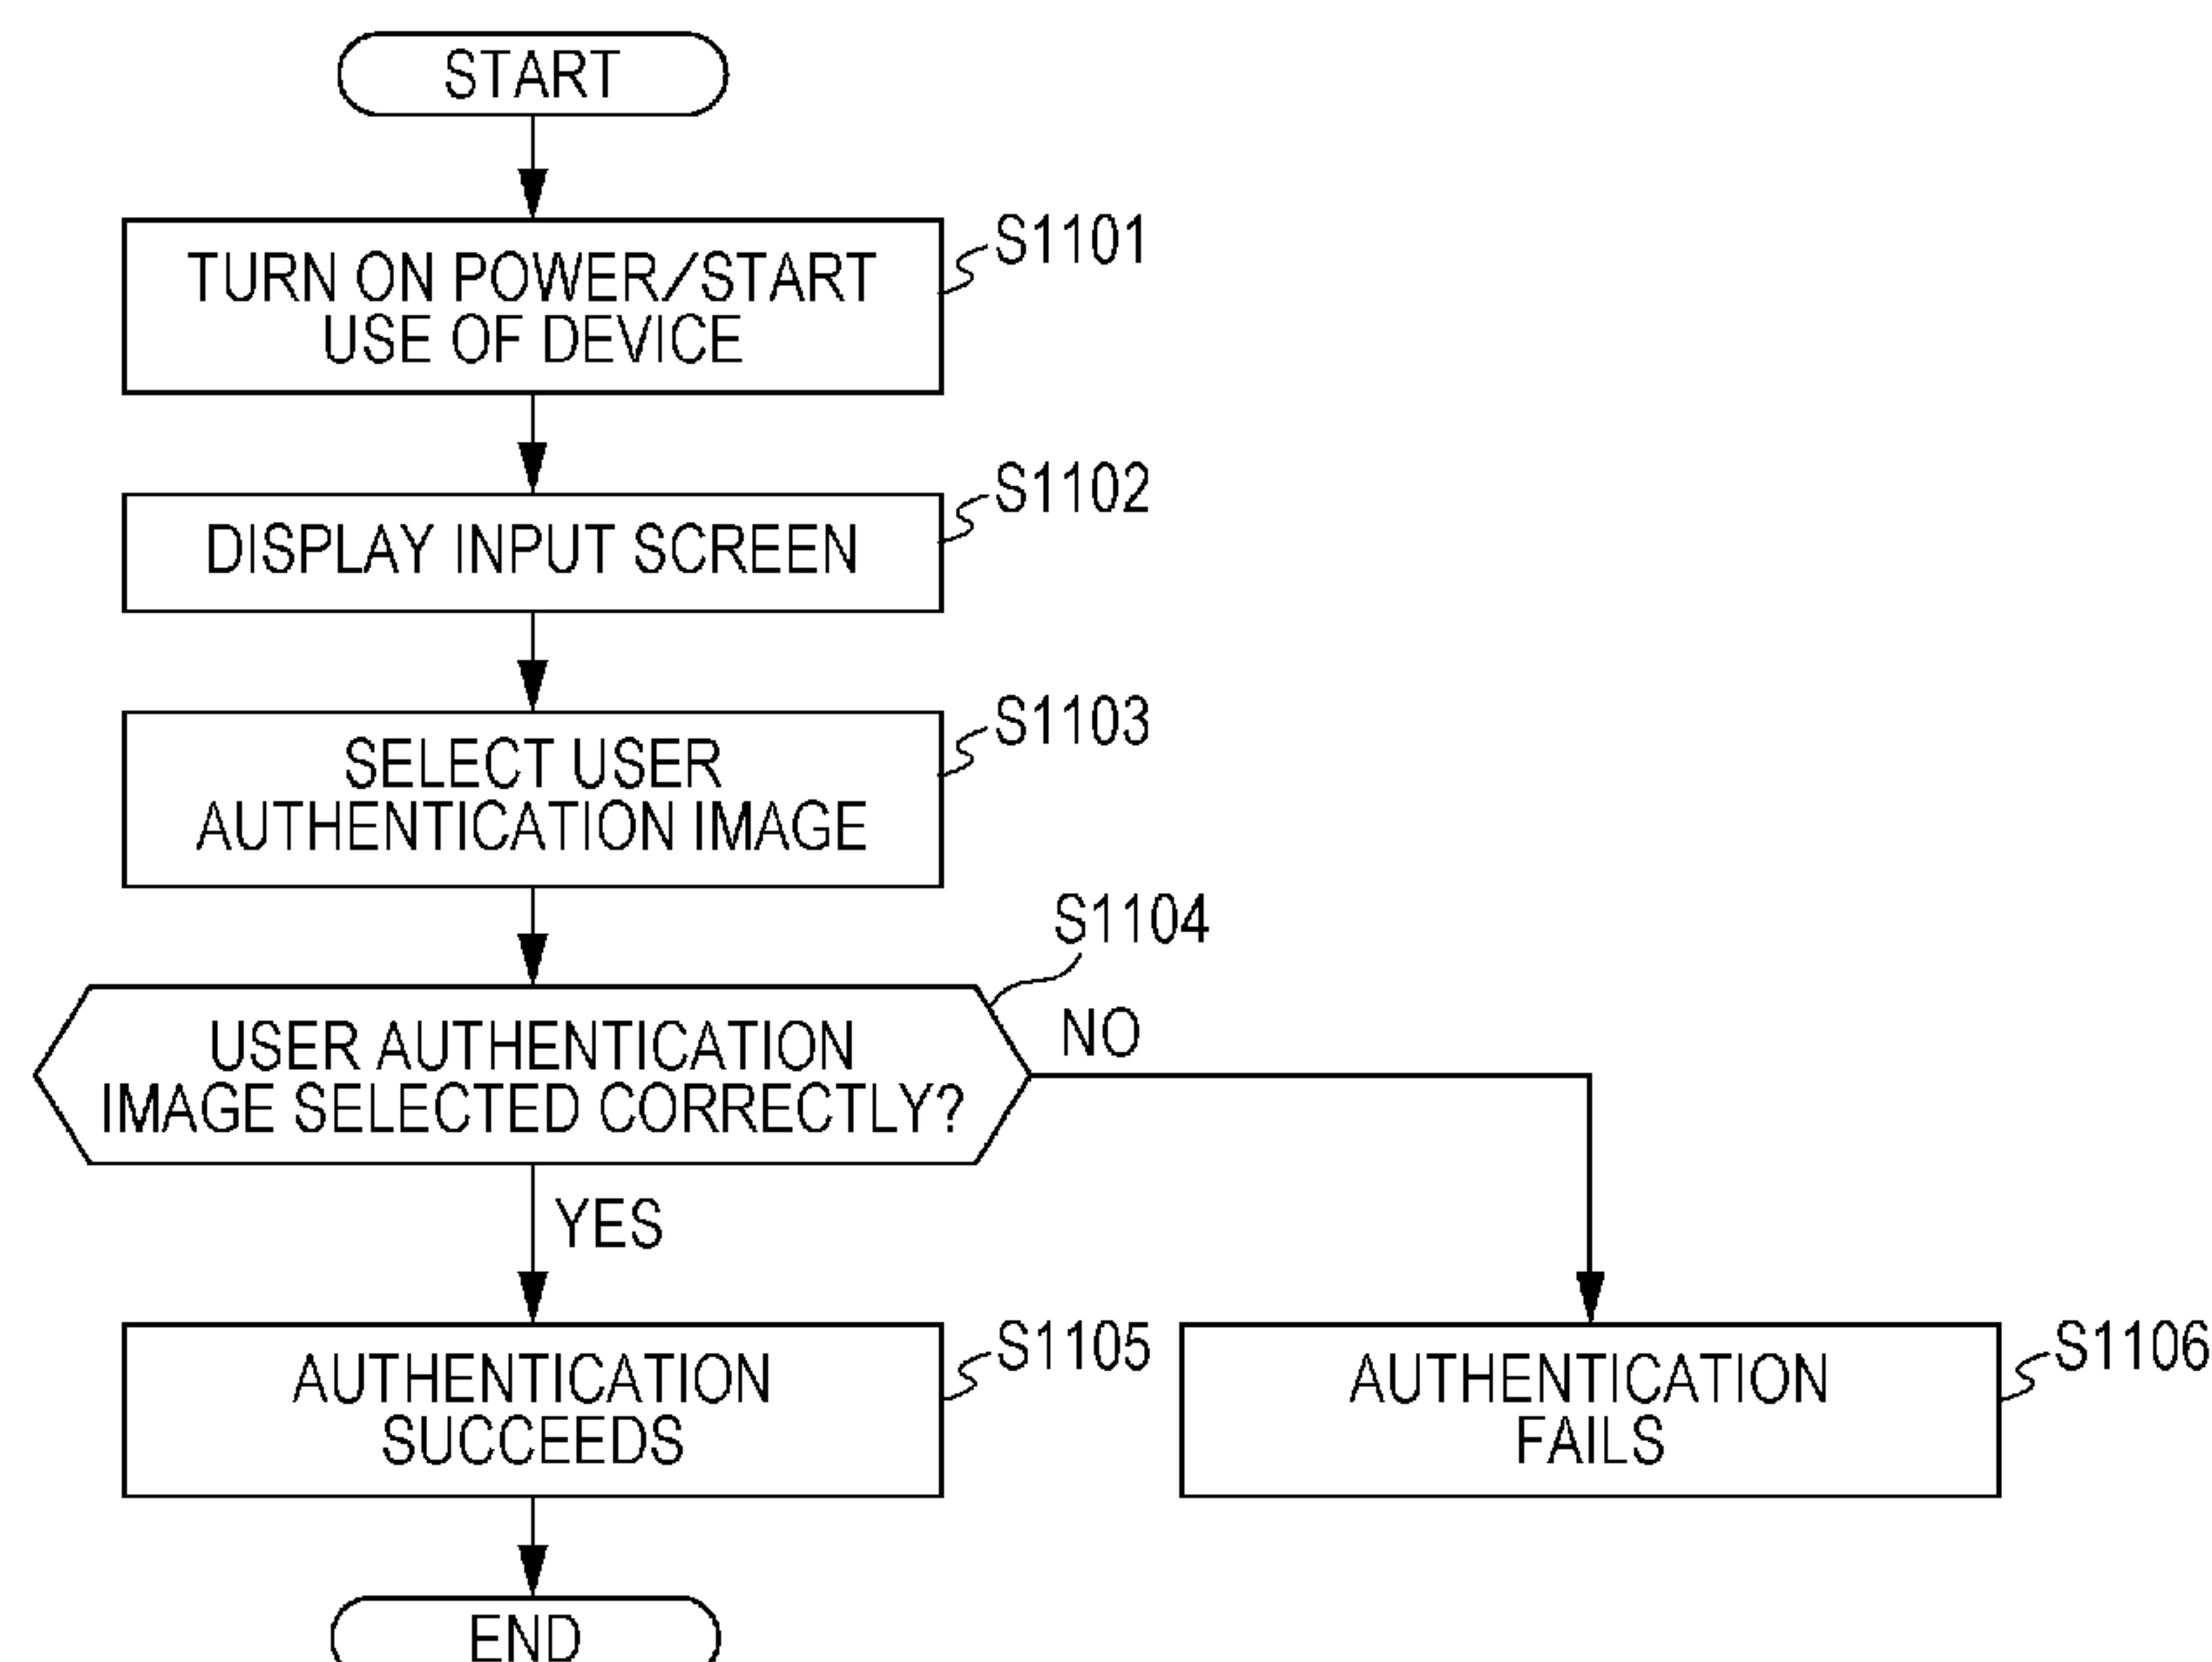 START
S1101
TURN ON POWER/START
USE OF DEVICE
S1102
DISPLAY INPUT SCREEN
S1103
SELECT USER
AUTHENTICATION IMAGE
S1104
USER AUTHENTICATION
IMAGE SELECTED CORRECTLY?
NO
YES
S1105
AUTHENTICATION
SUCCEEDS
S1106
AUTHENTICATION
FAILS
END